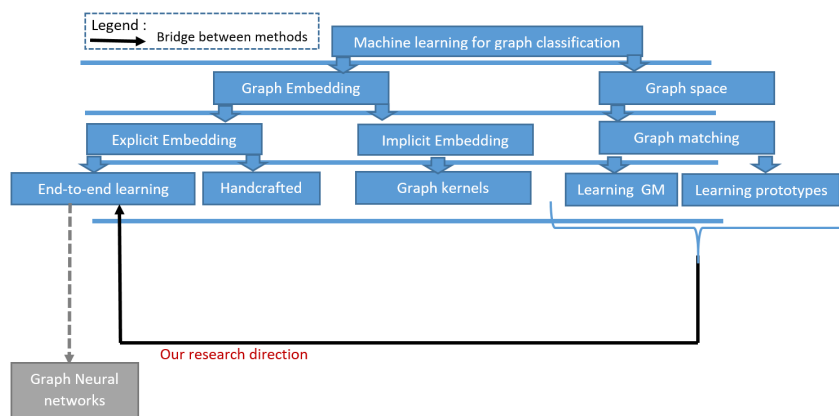 Legend :
Bridge between methods
Machine learning for graph classification
Graph Embedding
Graph space
Explicit Embedding
Implicit Embedding
Graph matching
End-to-end learning
Handcrafted
Graph kernels
Learning GM
Learning prototypes
Our research direction
Graph Neural
networks